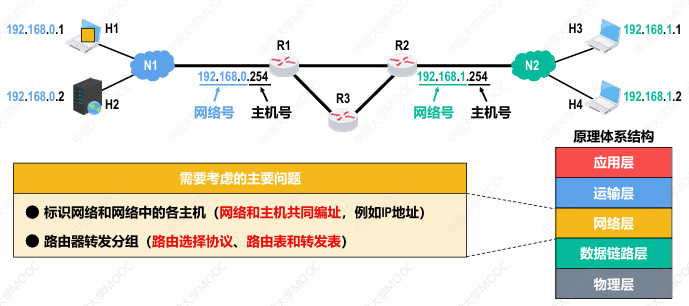 192.168.0.1
H1
N1
192.168.0.2
H2
R1
192.168.0.254
网络号
主机号
R3
R2
192.168.1.254
网络号
主机号
N2
H3
192.168.1.1
H4
192.168.1.2
需要考虑的主要问题
● 标识网络和网络中的各主机（网络和主机共同编址，例如IP地址）
● 路由器转发分组（路由选择协议、路由表和转发表）
原理体系结构
应用层
运输层
网络层
数据链路层
物理层